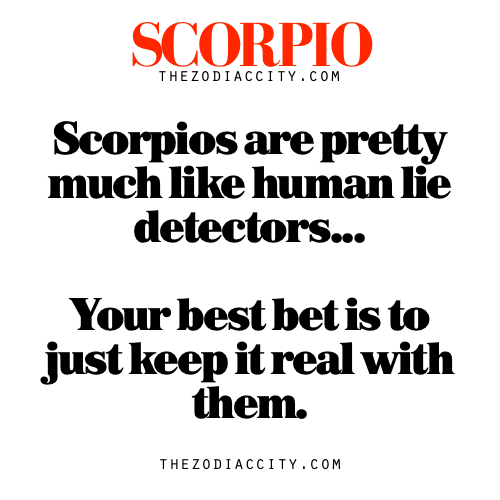 SCORPIO
THEZODIACCITY.COM
Scorpios are pretty
much like human lie
detectors...
Your best bet is to
just keep it real with
them.
THEZODIACCITY.COM